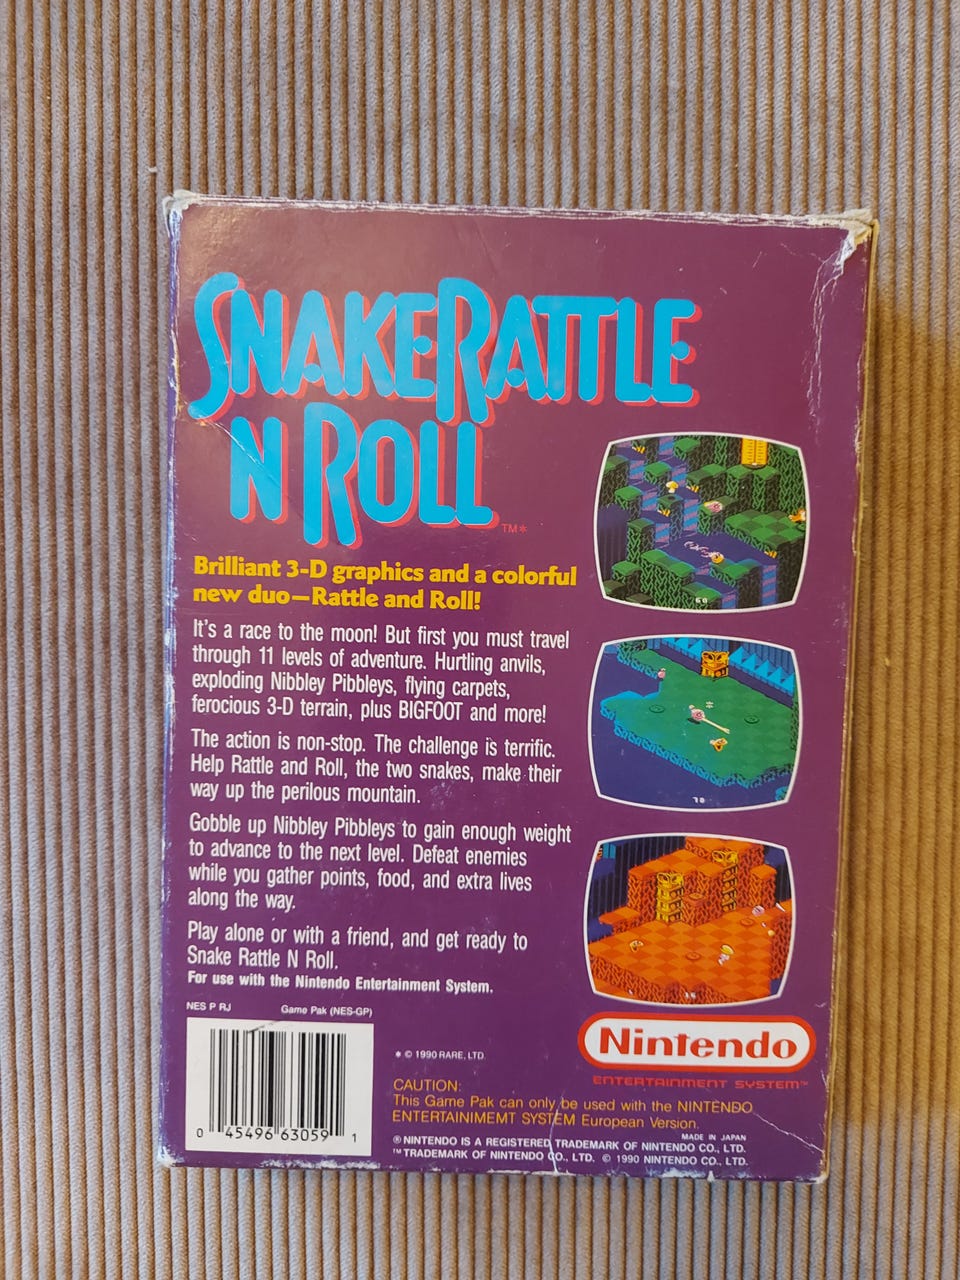 SNAKE RATTLE
N ROLL
TM*
Brilliant 3-D graphics and a colorful
new duo—Rattle and Roll!
It's a race to the moon! But first you must travel
through 11 levels of adventure. Hurtling anvils,
exploding Nibbley Pibbleys, flying carpets,
ferocious 3-D terrain, plus BIGFOOT and more!
The action is non-stop. The challenge is terrific.
Help Rattle and Roll, the two snakes, make their
way up the perilous mountain.
Gobble up Nibbley Pibbleys to gain enough weight
to advance to the next level. Defeat enemies
while you gather points, food, and extra lives
along the way.
Play alone or with a friend, and get ready to
Snake Rattle N Roll.
For use with the Nintendo Entertainment System.
NES P RJ
Game Pak (NES-GP)
0 45496 63059 1
* © 1990 RARE, LTD.
Nintendo
ENTERTAINMENT SYSTEM™
CAUTION:
This Game Pak can only be used with the NINTENDO
ENTERTAINIMEMT SYSTEM European Version.
MADE IN JAPAN
® NINTENDO IS A REGISTERED TRADEMARK OF NINTENDO CO., LTD.
™ TRADEMARK OF NINTENDO CO., LTD. © 1990 NINTENDO CO., LTD.